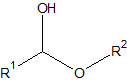 OH
R¹ O R²